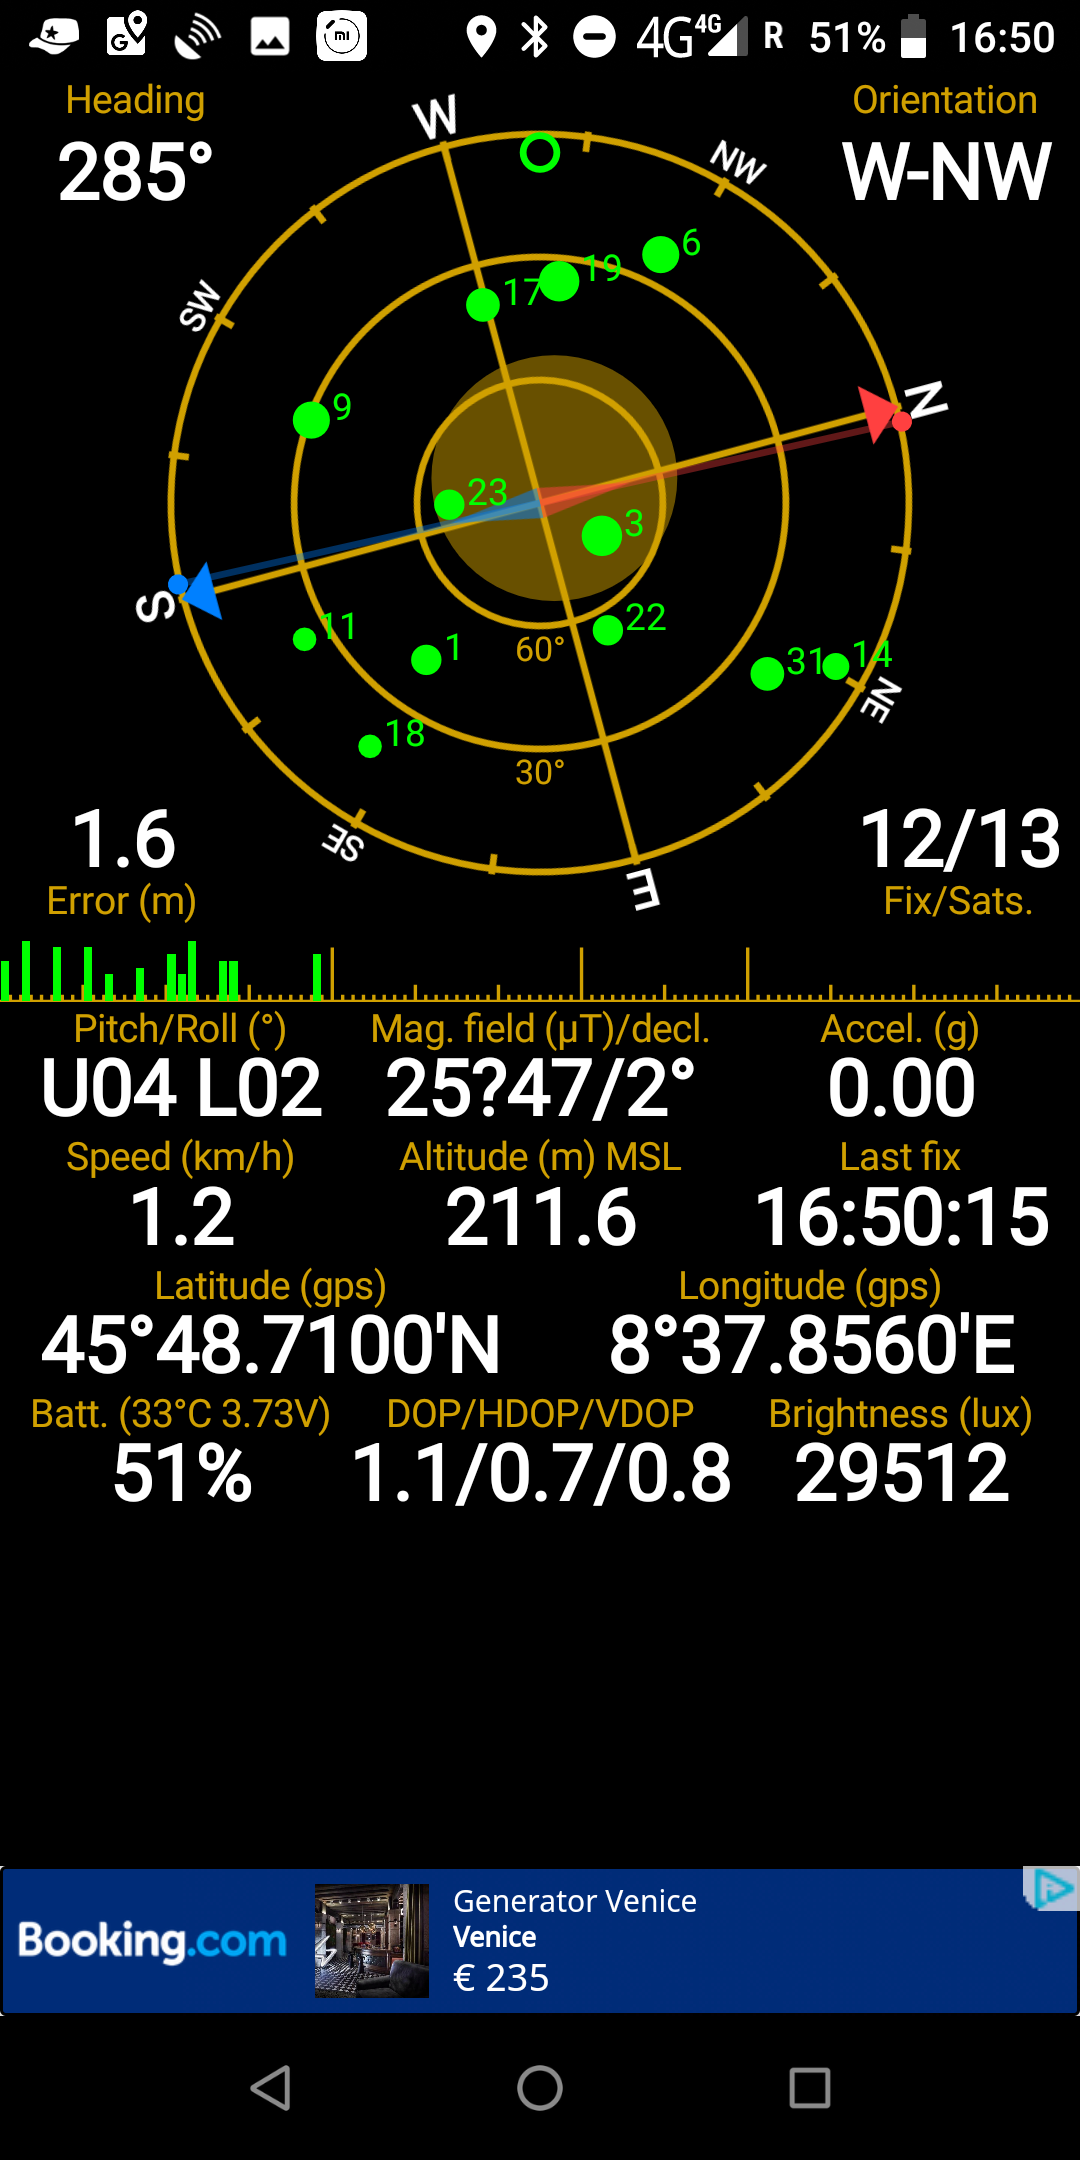 4G 4G R 51% 16:50
Heading
Orientation
285°
W-NW
W
NW
N
NE
E
SE
S
SW
6
19
17
9
23
3
22
11
1
18
31
14
60°
30°
1.6
12/13
Error (m)
Fix/Sats.
Pitch/Roll (°) Mag. field (µT)/decl. Accel. (g)
U04 L02 25?47/2° 0.00
Speed (km/h) Altitude (m) MSL Last fix
1.2 211.6 16:50:15
Latitude (gps) Longitude (gps)
45°48.7100'N 8°37.8560'E
Batt. (33°C 3.73V) DOP/HDOP/VDOP Brightness (lux)
51% 1.1/0.7/0.8 29512
Booking.com
Generator Venice
Venice
€ 235